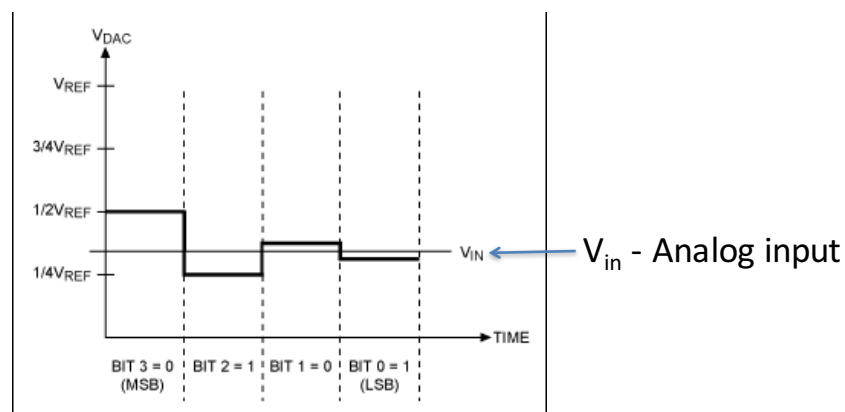 VDAC
VREF
3/4VREF
1/2VREF
VIN
Vin - Analog input
1/4VREF
TIME
BIT 3 = 0 BIT 2 = 1 BIT 1 = 0 BIT 0 = 1
(MSB) (LSB)